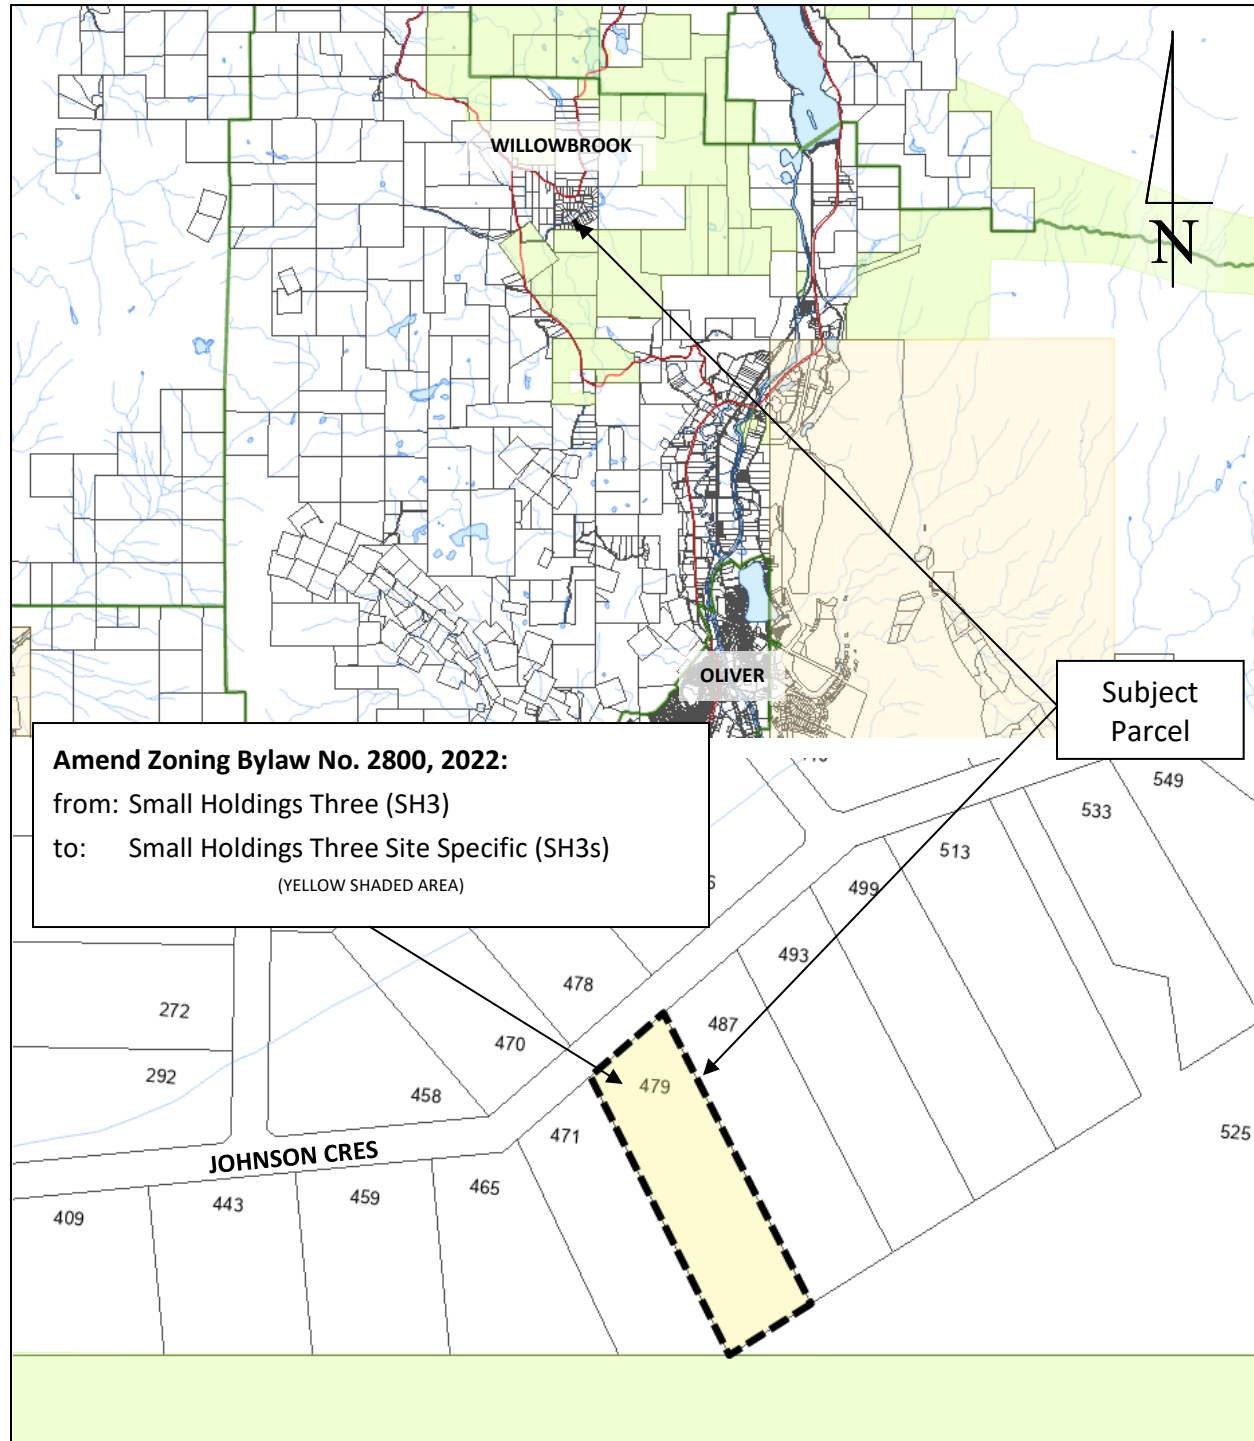 WILLOWBROOK
N
OLIVER
Subject
Parcel
Amend Zoning Bylaw No. 2800, 2022:
from: Small Holdings Three (SH3)
to: Small Holdings Three Site Specific (SH3s)
(YELLOW SHADED AREA)
549
533
513
499
493
487
478
272
470
292
479
458
471
525
JOHNSON CRES
465
459
443
409